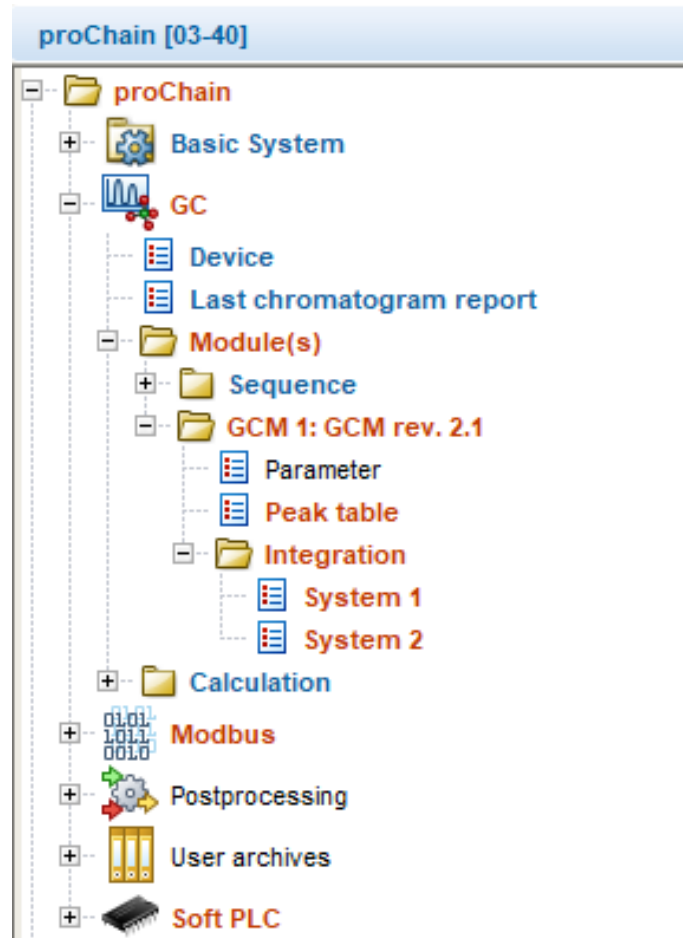 proChain [03-40]
proChain
Basic System
GC
Device
Last chromatogram report
Module(s)
Sequence
GCM 1: GCM rev. 2.1
Parameter
Peak table
Integration
System 1
System 2
Calculation
Modbus
Postprocessing
User archives
Soft PLC